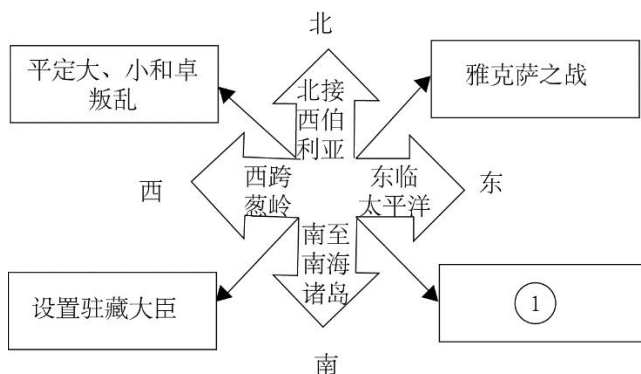 北
平定大、小和卓
叛乱
北接
西伯
利亚
雅克萨之战
西
西跨
葱岭
东临
太平洋
东
南至
南海
诸岛
设置驻藏大臣
①
南